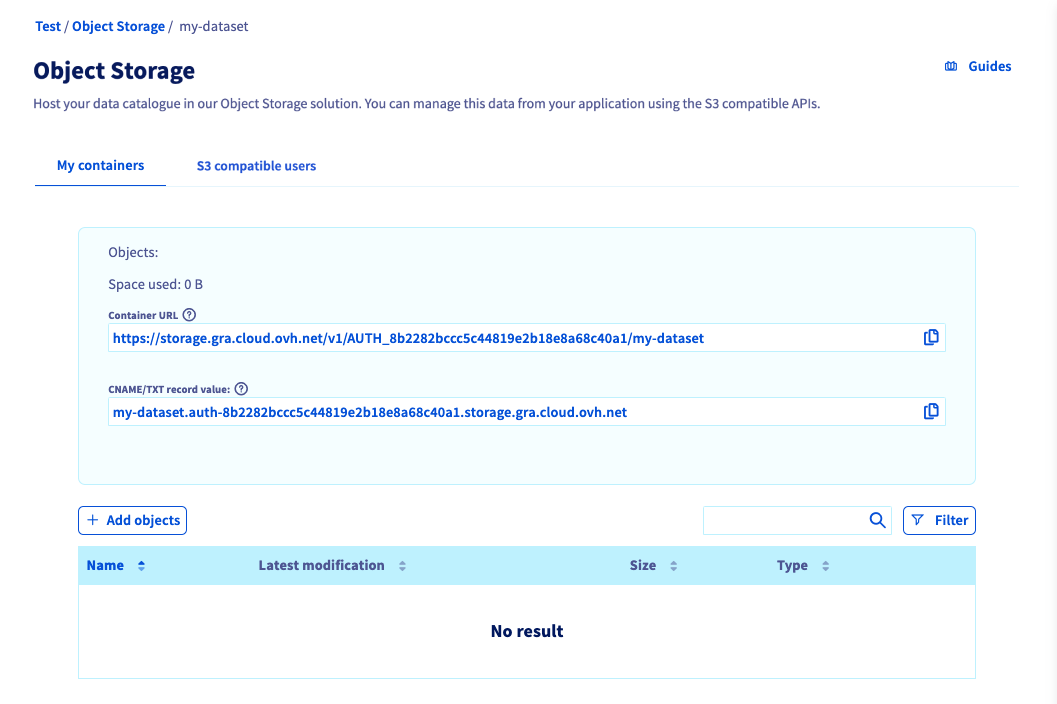 Test / Object Storage / my-dataset
Object Storage
Guides
Host your data catalogue in our Object Storage solution. You can manage this data from your application using the S3 compatible APIs.
My containers S3 compatible users
Objects:
Space used: 0 B
Container URL ?
https://storage.gra.cloud.ovh.net/v1/AUTH_8b2282bccc5c44819e2b18e8a68c40a1/my-dataset
CNAME/TXT record value: ?
my-dataset.auth-8b2282bccc5c44819e2b18e8a68c40a1.storage.gra.cloud.ovh.net
+ Add objects Filter
Name Latest modification Size Type
No result